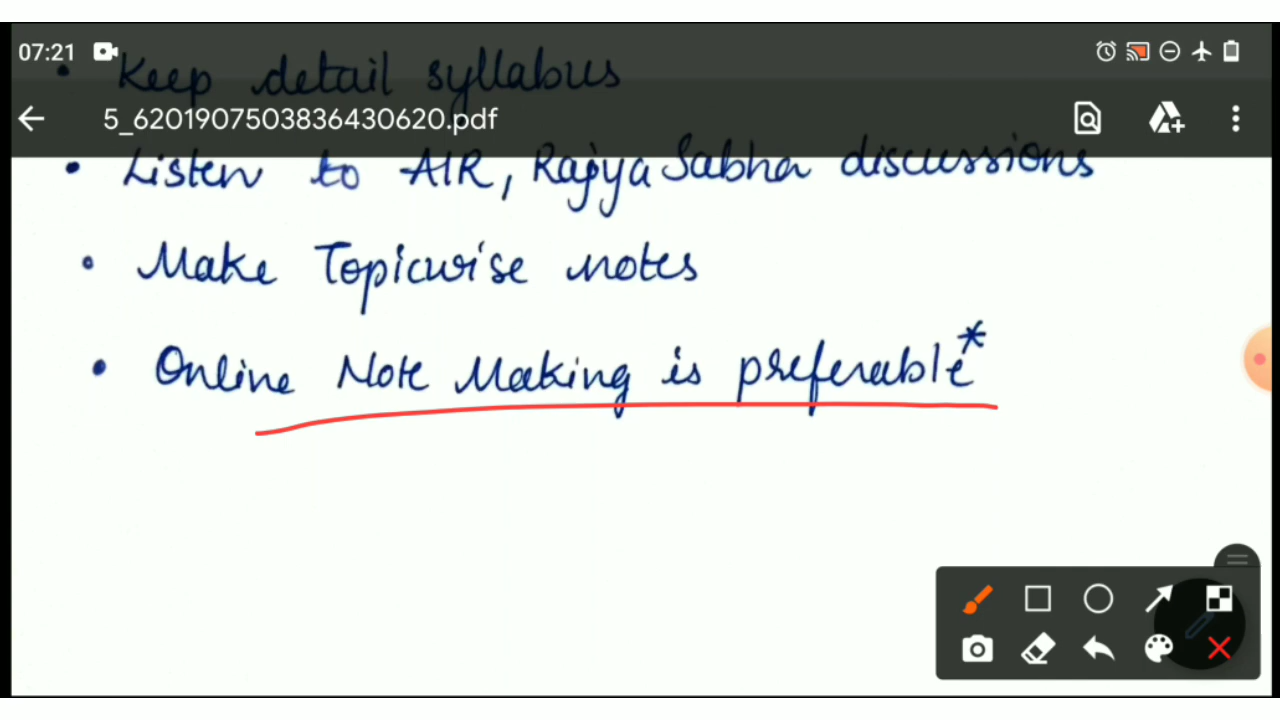 07:21
• Keep detail syllabus
5_6201907503836430620.pdf
• Listen to AIR, Rajya Sabha discussions
• Make Topicwise notes
• Online Note Making is preferable*